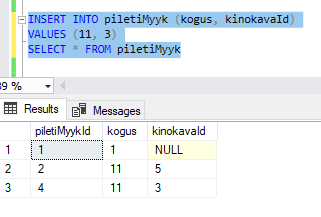 INSERT INTO piletiMyyk (kogus, kinokavaId)
VALUES (11, 3)
SELECT * FROM piletiMyyk
89 %
Results Messages
piletiMyykId kogus kinokavaId
1 1 1 NULL
2 2 11 5
3 4 11 3